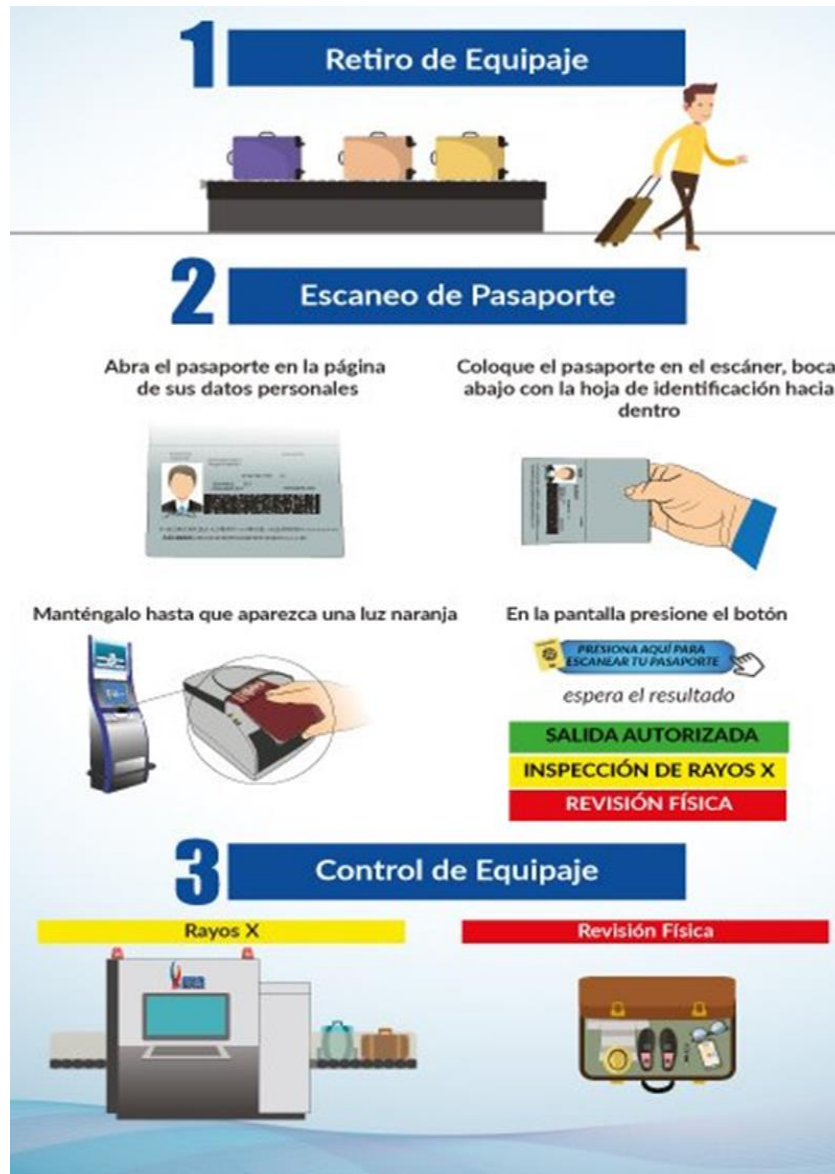 1
Retiro de Equipaje
2
Escaneo de Pasaporte
Abra el pasaporte en la página
de sus datos personales
Coloque el pasaporte en el escáner, boca
abajo con la hoja de identificación hacia
dentro
Manténgalo hasta que aparezca una luz naranja
En la pantalla presione el botón
PRESIONA AQUÍ PARA
ESCANEAR TU PASAPORTE
espera el resultado
SALIDA AUTORIZADA
INSPECCIÓN DE RAYOS X
REVISIÓN FÍSICA
3
Control de Equipaje
Rayos X
Revisión Física